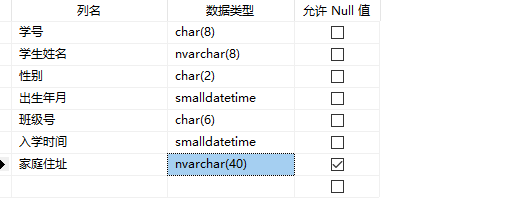 列名 数据类型 允许 Null 值
学号 char(8)
学生姓名 nvarchar(8)
性别 char(2)
出生年月 smalldatetime
班级号 char(6)
入学时间 smalldatetime
家庭住址 nvarchar(40)